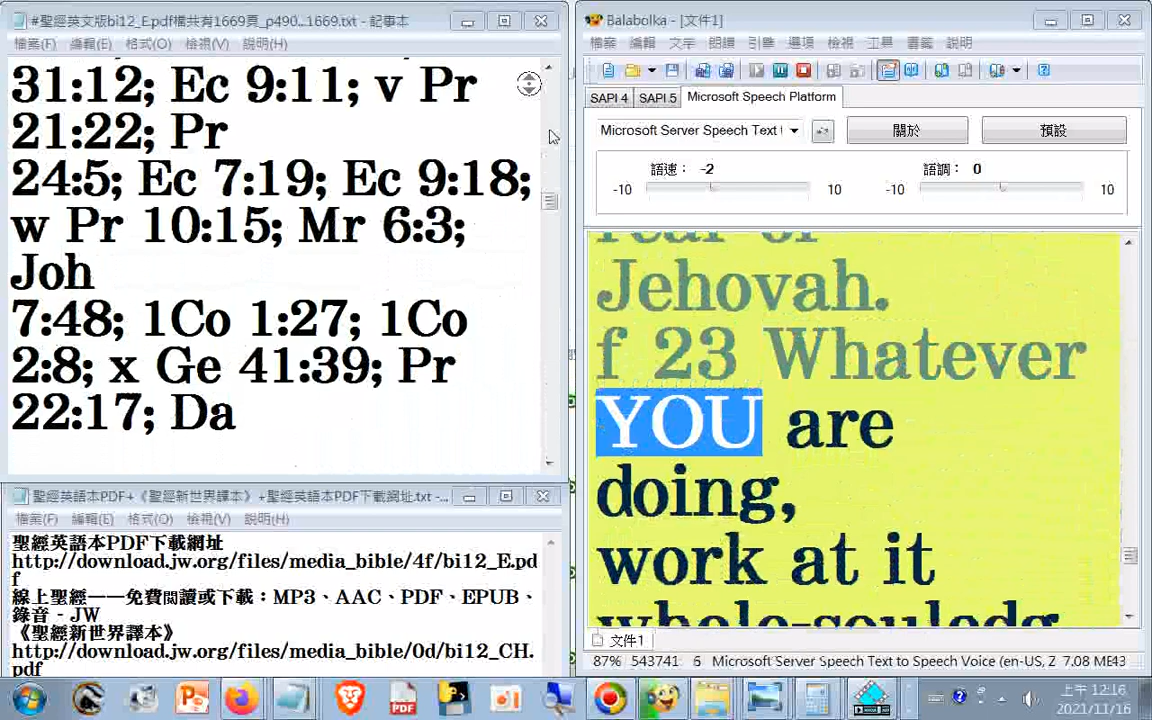 #聖經英文版bi12_E.pdf檔共有1669頁_p490...1669.txt - 記事本
檔案(F) 編輯(E) 格式(O) 檢視(V) 說明(H)
31:12; Ec 9:11; v Pr
21:22; Pr
24:5; Ec 7:19; Ec 9:18;
w Pr 10:15; Mr 6:3;
Joh
7:48; 1Co 1:27; 1Co
2:8; x Ge 41:39; Pr
22:17; Da
聖經英語本PDF+《聖經新世界譯本》+聖經英語本PDF下載網址.txt -...
檔案(F) 編輯(E) 格式(O) 檢視(V) 說明(H)
聖經英語本PDF下載網址
http://download.jw.org/files/media_bible/4f/bi12_E.pd
f
線上聖經——免費閱讀或下載：MP3、AAC、PDF、EPUB、
錄音 - JW
《聖經新世界譯本》
http://download.jw.org/files/media_bible/0d/bi12_CH.
pdf
Balabolka - [文件1]
檔案 編輯 文字 朗讀 引擎 選項 檢視 工具 書籤 說明
SAPI 4 SAPI 5 Microsoft Speech Platform
Microsoft Server Speech Text
關於 預設
語速： -2 語調： 0
-10 10 -10 10
Fear of
Jehovah.
f 23 Whatever
YOU are
doing,
work at it
whole-souledg
文件1
87% 543741 6 Microsoft Server Speech Text to Speech Voice (en-US, Z 7.08 ME43
上午 12:16
2021/11/16